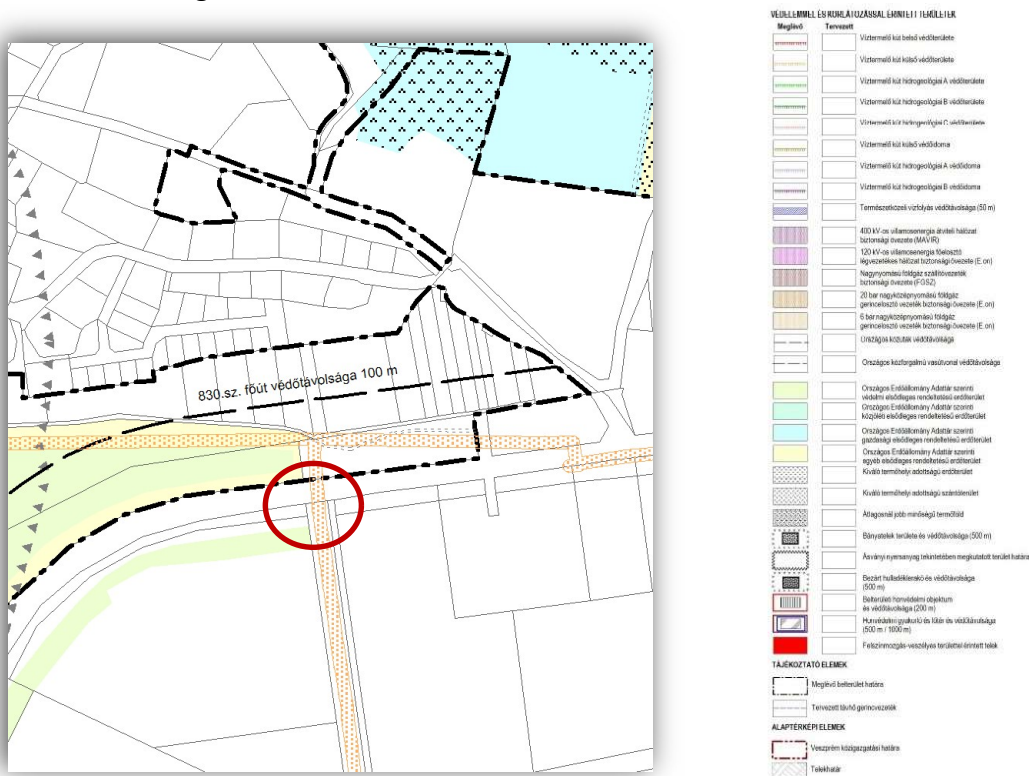 830.sz. főút védőtávolsága 100 m
VÉDELEMMEL ÉS KORLÁTOZÁSSAL ÉRINTETT TERÜLETEK
Meglévő Tervezett
Víztermelő kút belső védőterülete
Víztermelő kút külső védőterülete
Víztermelő kút hidrogeológiai A védőterülete
Víztermelő kút hidrogeológiai B védőterülete
Víztermelő kút hidrogeológiai C védőterülete
Víztermelő kút külső védőidoma
Víztermelő kút hidrogeológiai A védőidoma
Víztermelő kút hidrogeológiai B védőidoma
Természetközeli vízfolyás védőtávolsága (50 m)
400 kV-os villamosenergia átviteli hálózat
biztonsági övezete (MAVIR)
120 kV-os villamosenergia főelosztó
légvezetékes hálózat biztonsági övezete (E.on)
Nagynyomású földgáz szállítóvezeték
biztonsági övezete (FGSZ)
20 bar nagyközépnyomású földgáz
gerincelosztó vezeték biztonsági övezete (E.on)
6 bar nagyközépnyomású földgáz
gerincelosztó vezeték biztonsági övezete (E.on)
Országos közutak védőtávolsága
Országos közforgalmú vasútvonal védőtávolsága
Országos Erdőállomány Adattár szerinti
védelmi elsődleges rendeltetésű erdőterület
Országos Erdőállomány Adattár szerinti
közjóléti elsődleges rendeltetésű erdőterület
Országos Erdőállomány Adattár szerinti
gazdasági elsődleges rendeltetésű erdőterület
Országos Erdőállomány Adattár szerinti
egyéb elsődleges rendeltetésű erdőterület
Kiváló termőhelyi adottságú erdőterület
Kiváló termőhelyi adottságú szántóterület
Átlagosnál jobb minőségű termőföld
Bányatelek területe és védőtávolsága (500 m)
Ásványi nyersanyag tekintetében megkutatott terület határa
Bezárt hulladéklerakó és védőtávolsága
(500 m)
Belterületi honvédelmi objektum
és védőtávolsága (200 m)
Honvédelmi gyakorló és lőtér és védőtávolsága
(500 m / 1000 m)
Felszínmozgás-veszélyes területtel érintett telek
TÁJÉKOZTATÓ ELEMEK
Meglévő belterület határa
Tervezett távhő gerincvezeték
ALAPTÉRKÉPI ELEMEK
Veszprém közigazgatási határa
Telekhatár